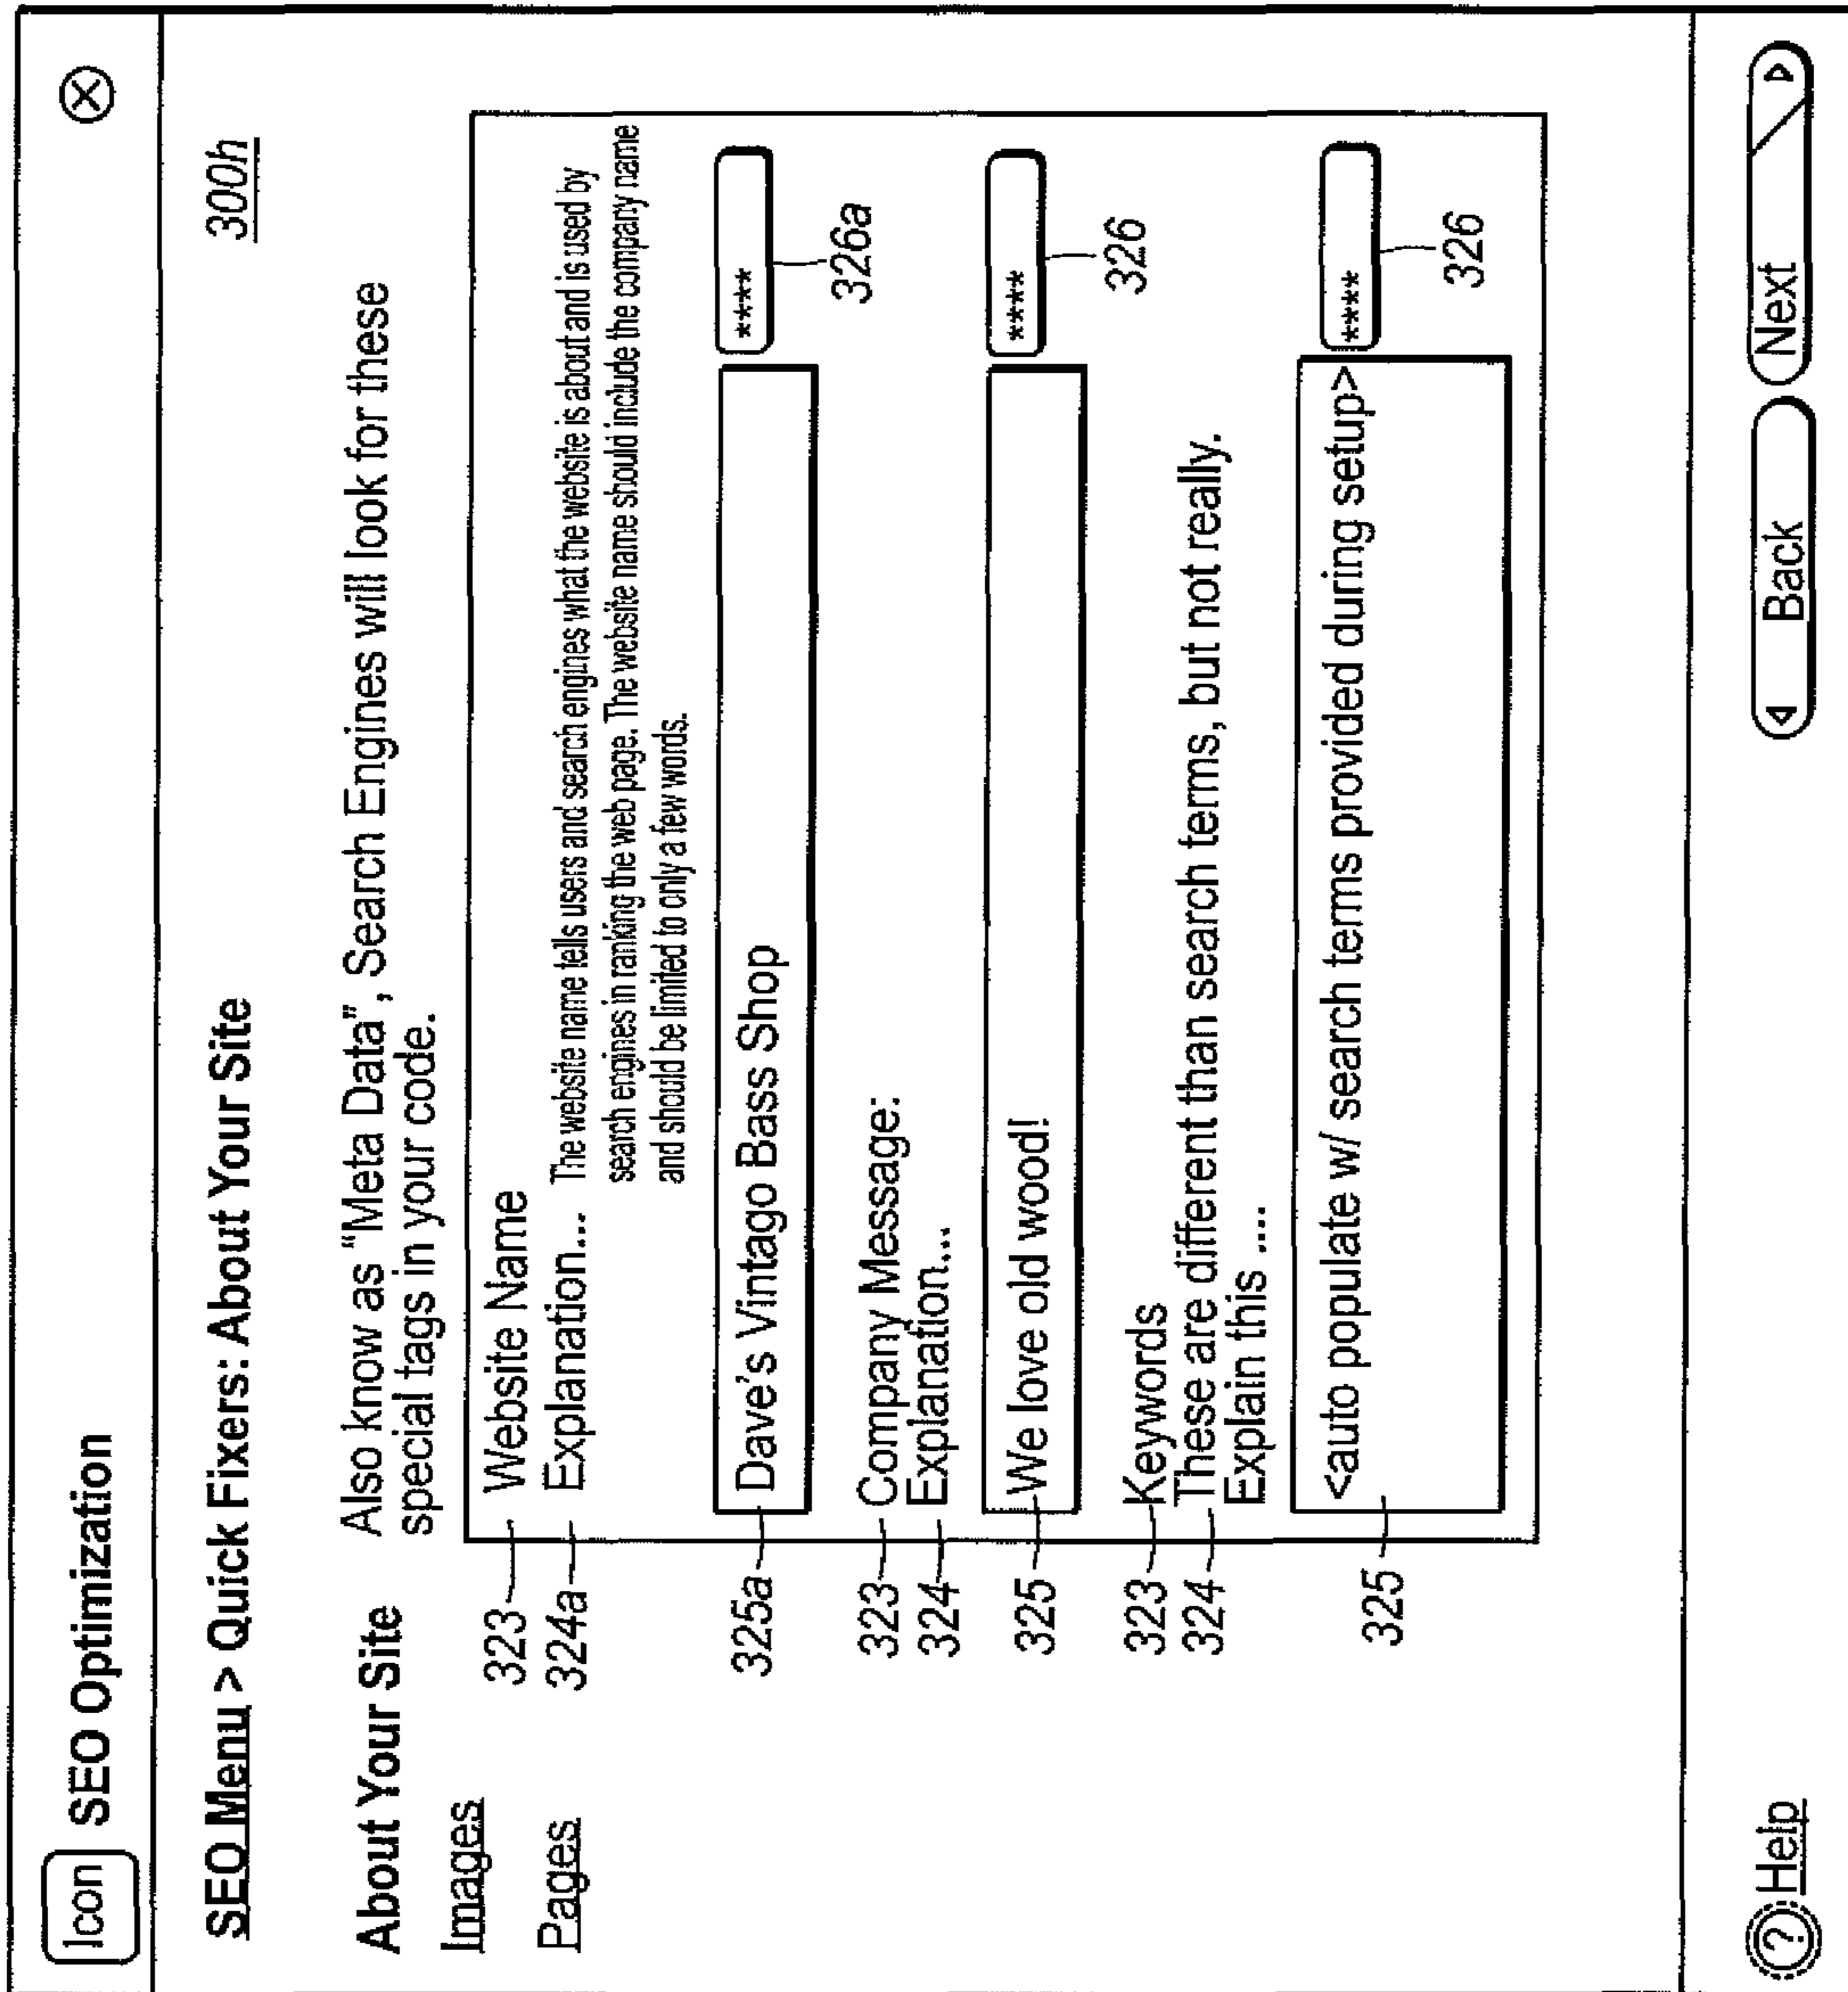 Icon SEO Optimization
300h
SEO Menu > Quick Fixers: About Your Site
About Your Site
Images
Pages
Also know as "Meta Data", Search Engines will look for these
special tags in your code.
323 Website Name
324a Explanation... The website name tells users and search engines what the website is about and is used by
search engines in ranking the web page. The website name should include the company name
and should be limited to only a few words.
325a Dave's Vintago Bass Shop **** 326a
323 Company Message:
324 Explanation...
325 We love old wood! **** 326
323 Keywords
324 These are different than search terms, but not really.
Explain this ....
325 <auto populate w/ search terms provided during setup> **** 326
? Help Back Next